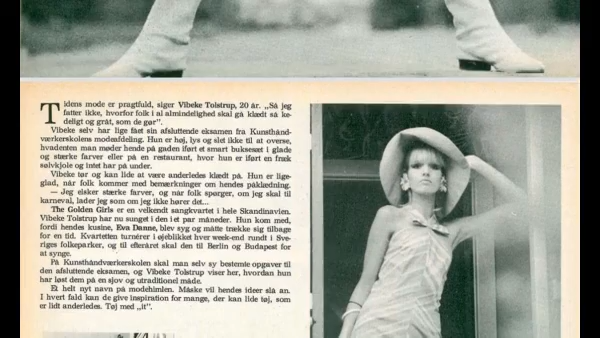 Tidens mode er pragtfuld, siger Vibeke Tolstrup, 20 år. „Så jeg
fatter ikke, hvorfor folk i al almindelighed skal gå klædt så ke-
deligt og gråt, som de gør".
Vibeke selv har lige fået sin afsluttende eksamen fra Kunsthånd-
værkerskolens modeafdeling. Hun er høj, lys og slet ikke til at overse,
hvadenten man møder hende på gaden iført et smart buksesæt i glade
og stærke farver eller på en restaurant, hvor hun er iført en fræk
sølvkjole og intet har på under.
Vibeke tør og kan lide at være anderledes klædt på. Hun er lige-
glad, når folk kommer med bemærkninger om hendes påklædning.
— Jeg elsker stærke farver, og når folk spørger, om jeg skal til
karneval, lader jeg som om jeg ikke hører det...
The Golden Girls er en velkendt sangkvartet i hele Skandinavien.
Vibeke Tolstrup har nu sunget i den i et par måneder. Hun kom med,
fordi hendes kusine, Eva Danne, blev syg og måtte trække sig tilbage
for en tid. Kvartetten turnérer i øjeblikket hver week-end rundt i Sve-
riges folkeparker, og til efteråret skal den til Berlin og Budapest for
at synge.
På Kunsthåndværkerskolen skal man selv sy bestemte opgaver til
den afsluttende eksamen, og Vibeke Tolstrup viser her, hvordan hun
har løst dem på en sjov og utraditionel måde.
Et helt nyt navn på modehimlen. Måske vil hendes ideer slå an.
I hvert fald kan de give inspiration for mange, der kan lide tøj, som
er lidt anderledes. Tøj med „it".